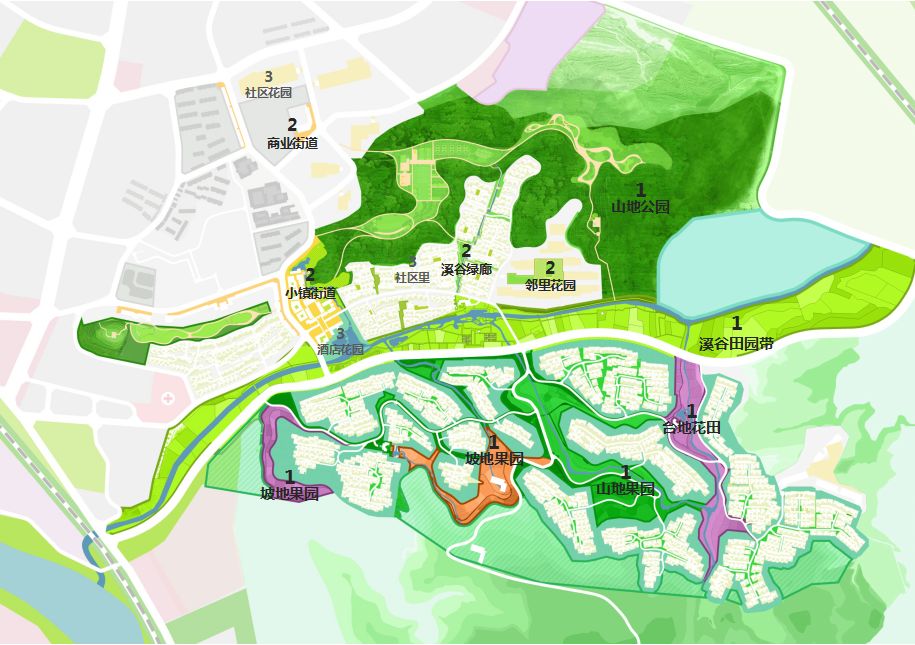 3
社区花园
2
商业街道
1
山地公园
2
溪谷绿廊
3
社区里
2
邻里花园
2
小镇街道
3
酒店花园
1
溪谷田园带
1
台地花田
1
坡地果园
1
坡地果园
1
山地果园